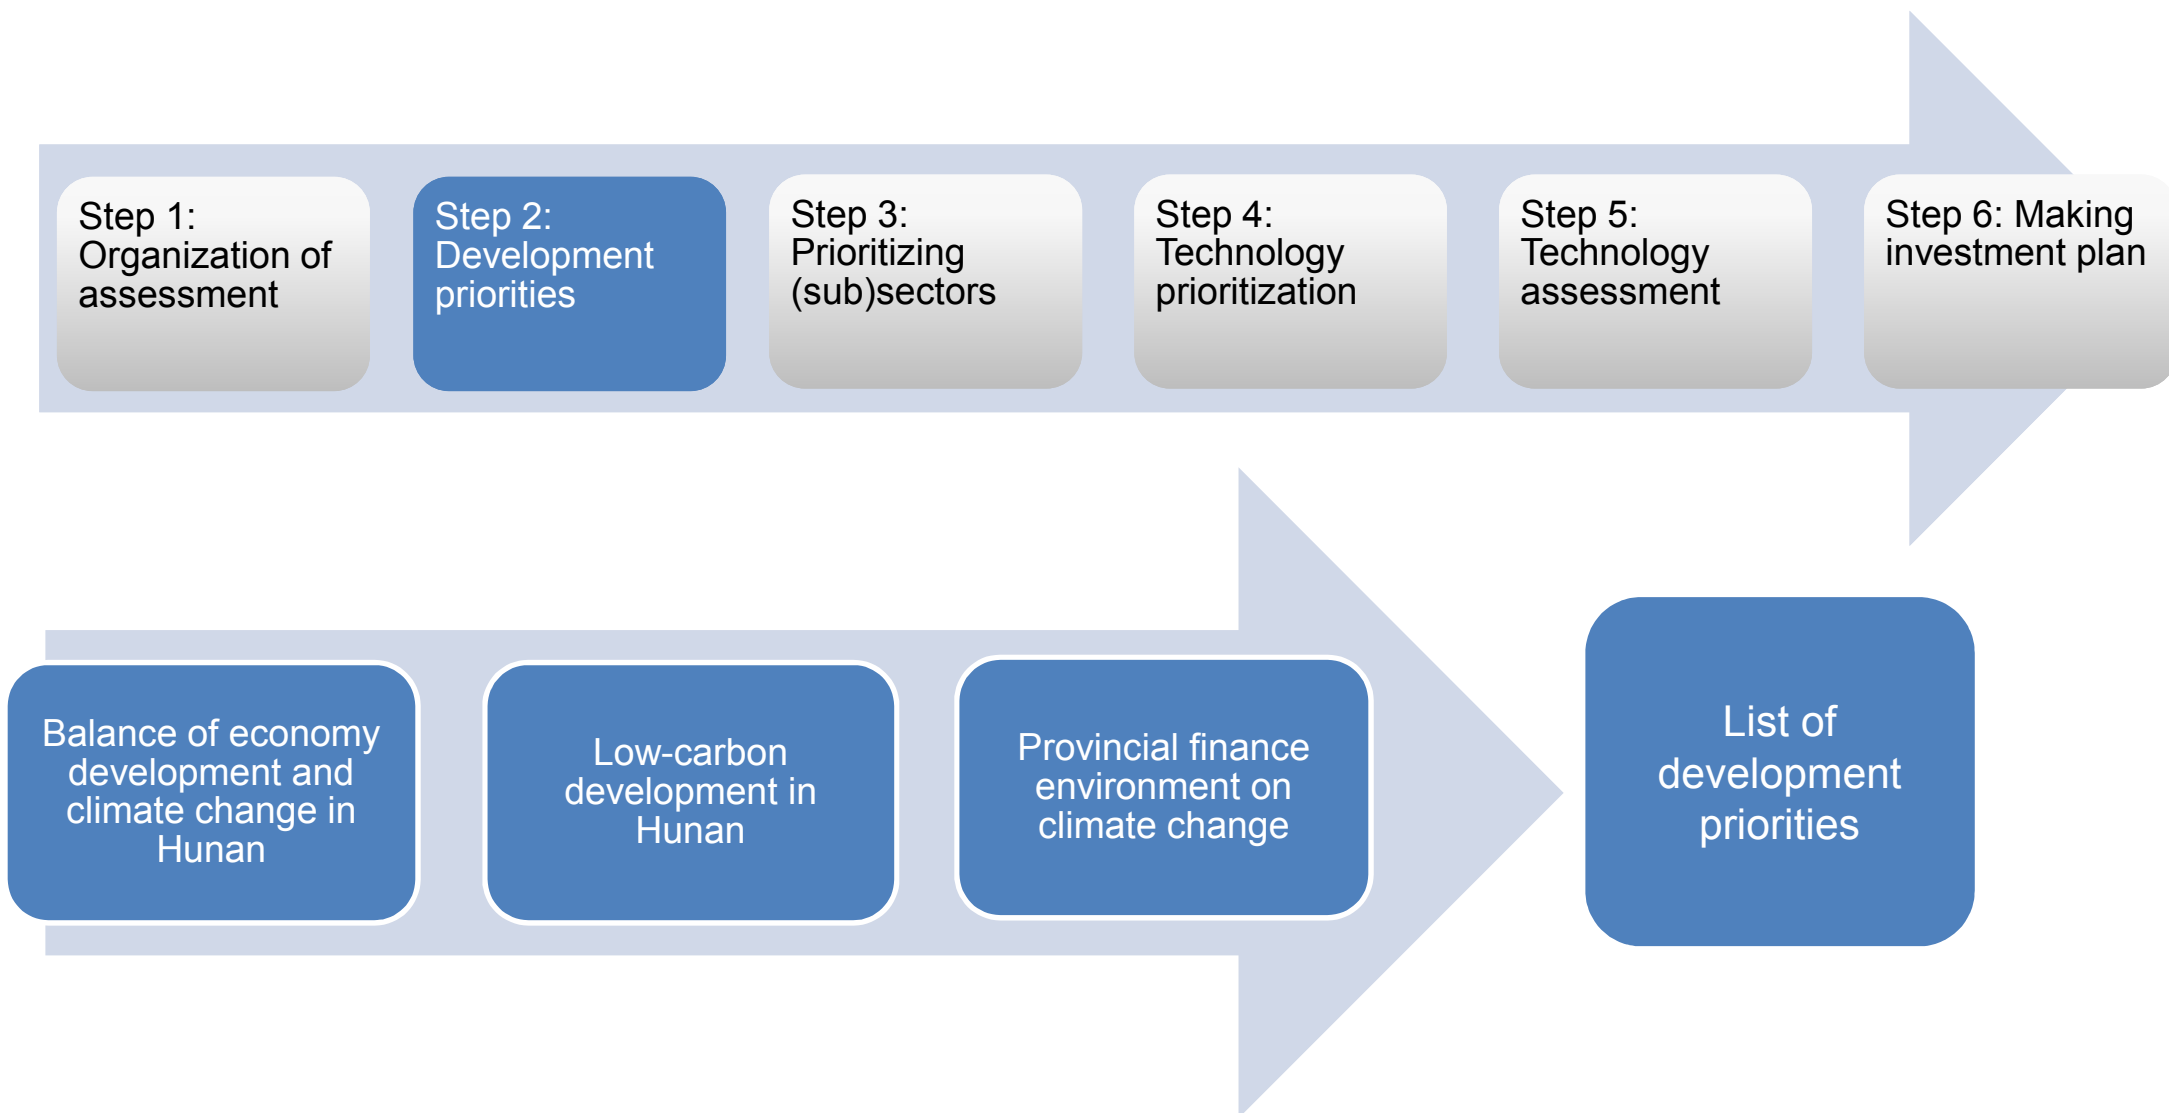 Step 1:
Organization of
assessment
Step 2:
Development
priorities
Step 3:
Prioritizing
(sub)sectors
Step 4:
Technology
prioritization
Step 5:
Technology
assessment
Step 6: Making
investment plan
Balance of economy
development and
climate change in
Hunan
Low-carbon
development in
Hunan
Provincial finance
environment on
climate change
List of
development
priorities